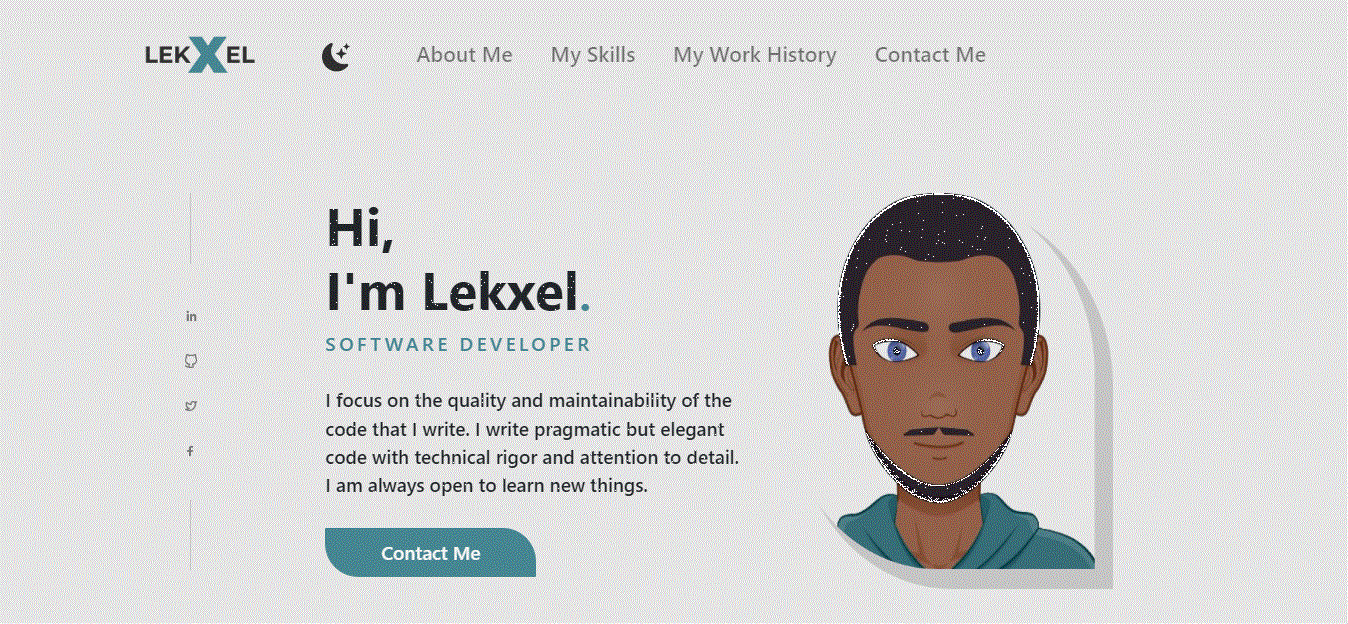 LEKXEL
About Me
My Skills
My Work History
Contact Me
Hi,
I'm Lekxel.
SOFTWARE DEVELOPER
I focus on the quality and maintainability of the
code that I write. I write pragmatic but elegant
code with technical rigor and attention to detail.
I am always open to learn new things.
Contact Me